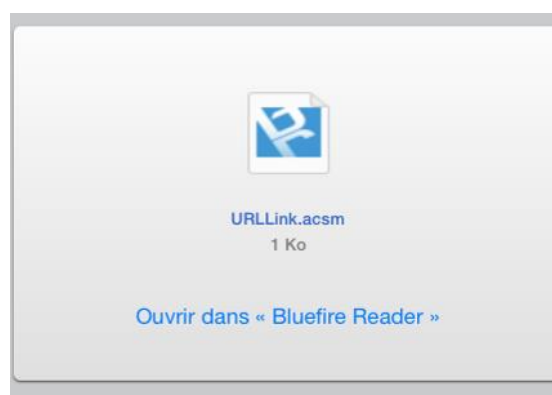 URLLink.acsm
1 Ko
Ouvrir dans « Bluefire Reader »